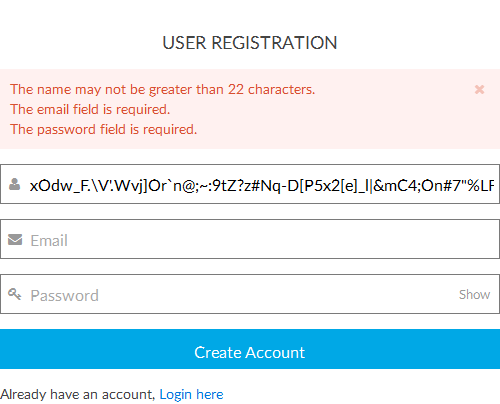 USER REGISTRATION
The name may not be greater than 22 characters.
The email field is required.
The password field is required.
xOdw_F.\V'.Wvj]Or`n@;~:9tZ?z#Nq-D[P5x2[e]_l|&mC4;On#7"%LF
Email
Password Show
Create Account
Already have an account, Login here